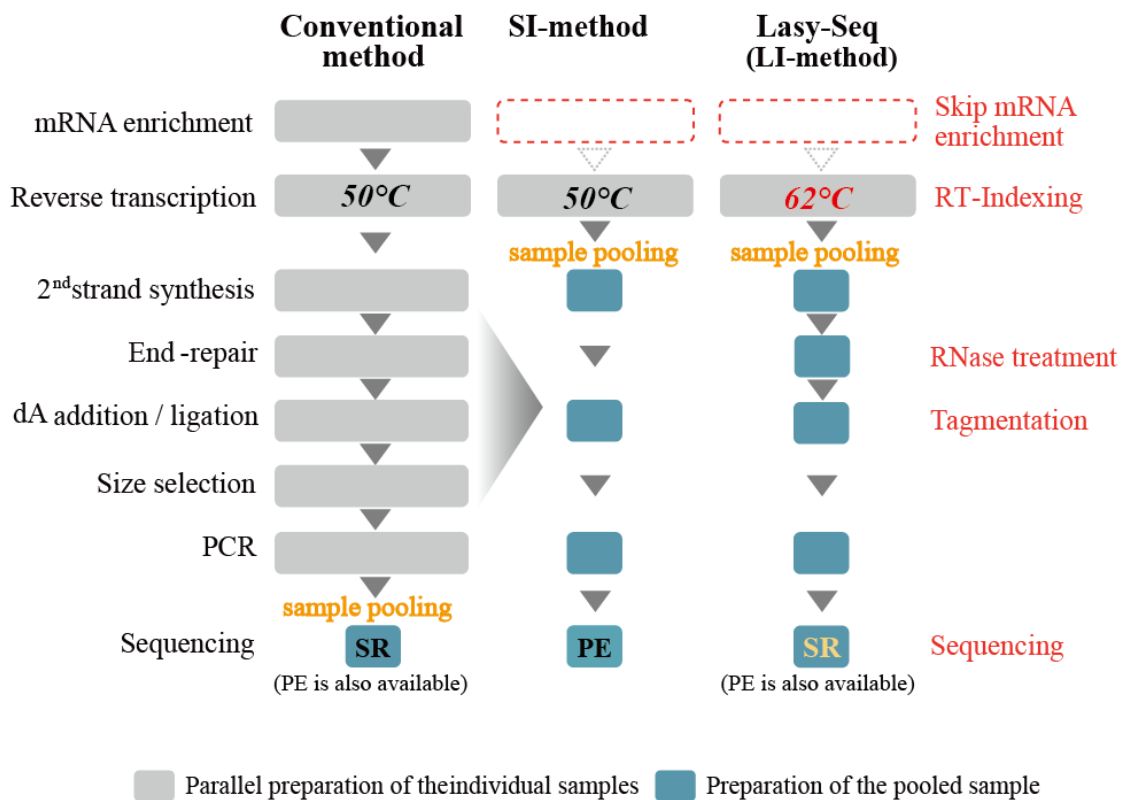 Conventional method
SI-method
Lasy-Seq
(LI-method)
mRNA enrichment
Skip mRNA enrichment
Reverse transcription
50°C
50°C
62°C
RT-Indexing
sample pooling
sample pooling
2ndstrand synthesis
End -repair
RNase treatment
dA addition / ligation
Tagmentation
Size selection
PCR
sample pooling
Sequencing
SR
PE
SR
Sequencing
(PE is also available)
(PE is also available)
Parallel preparation of theindividual samples
Preparation of the pooled sample